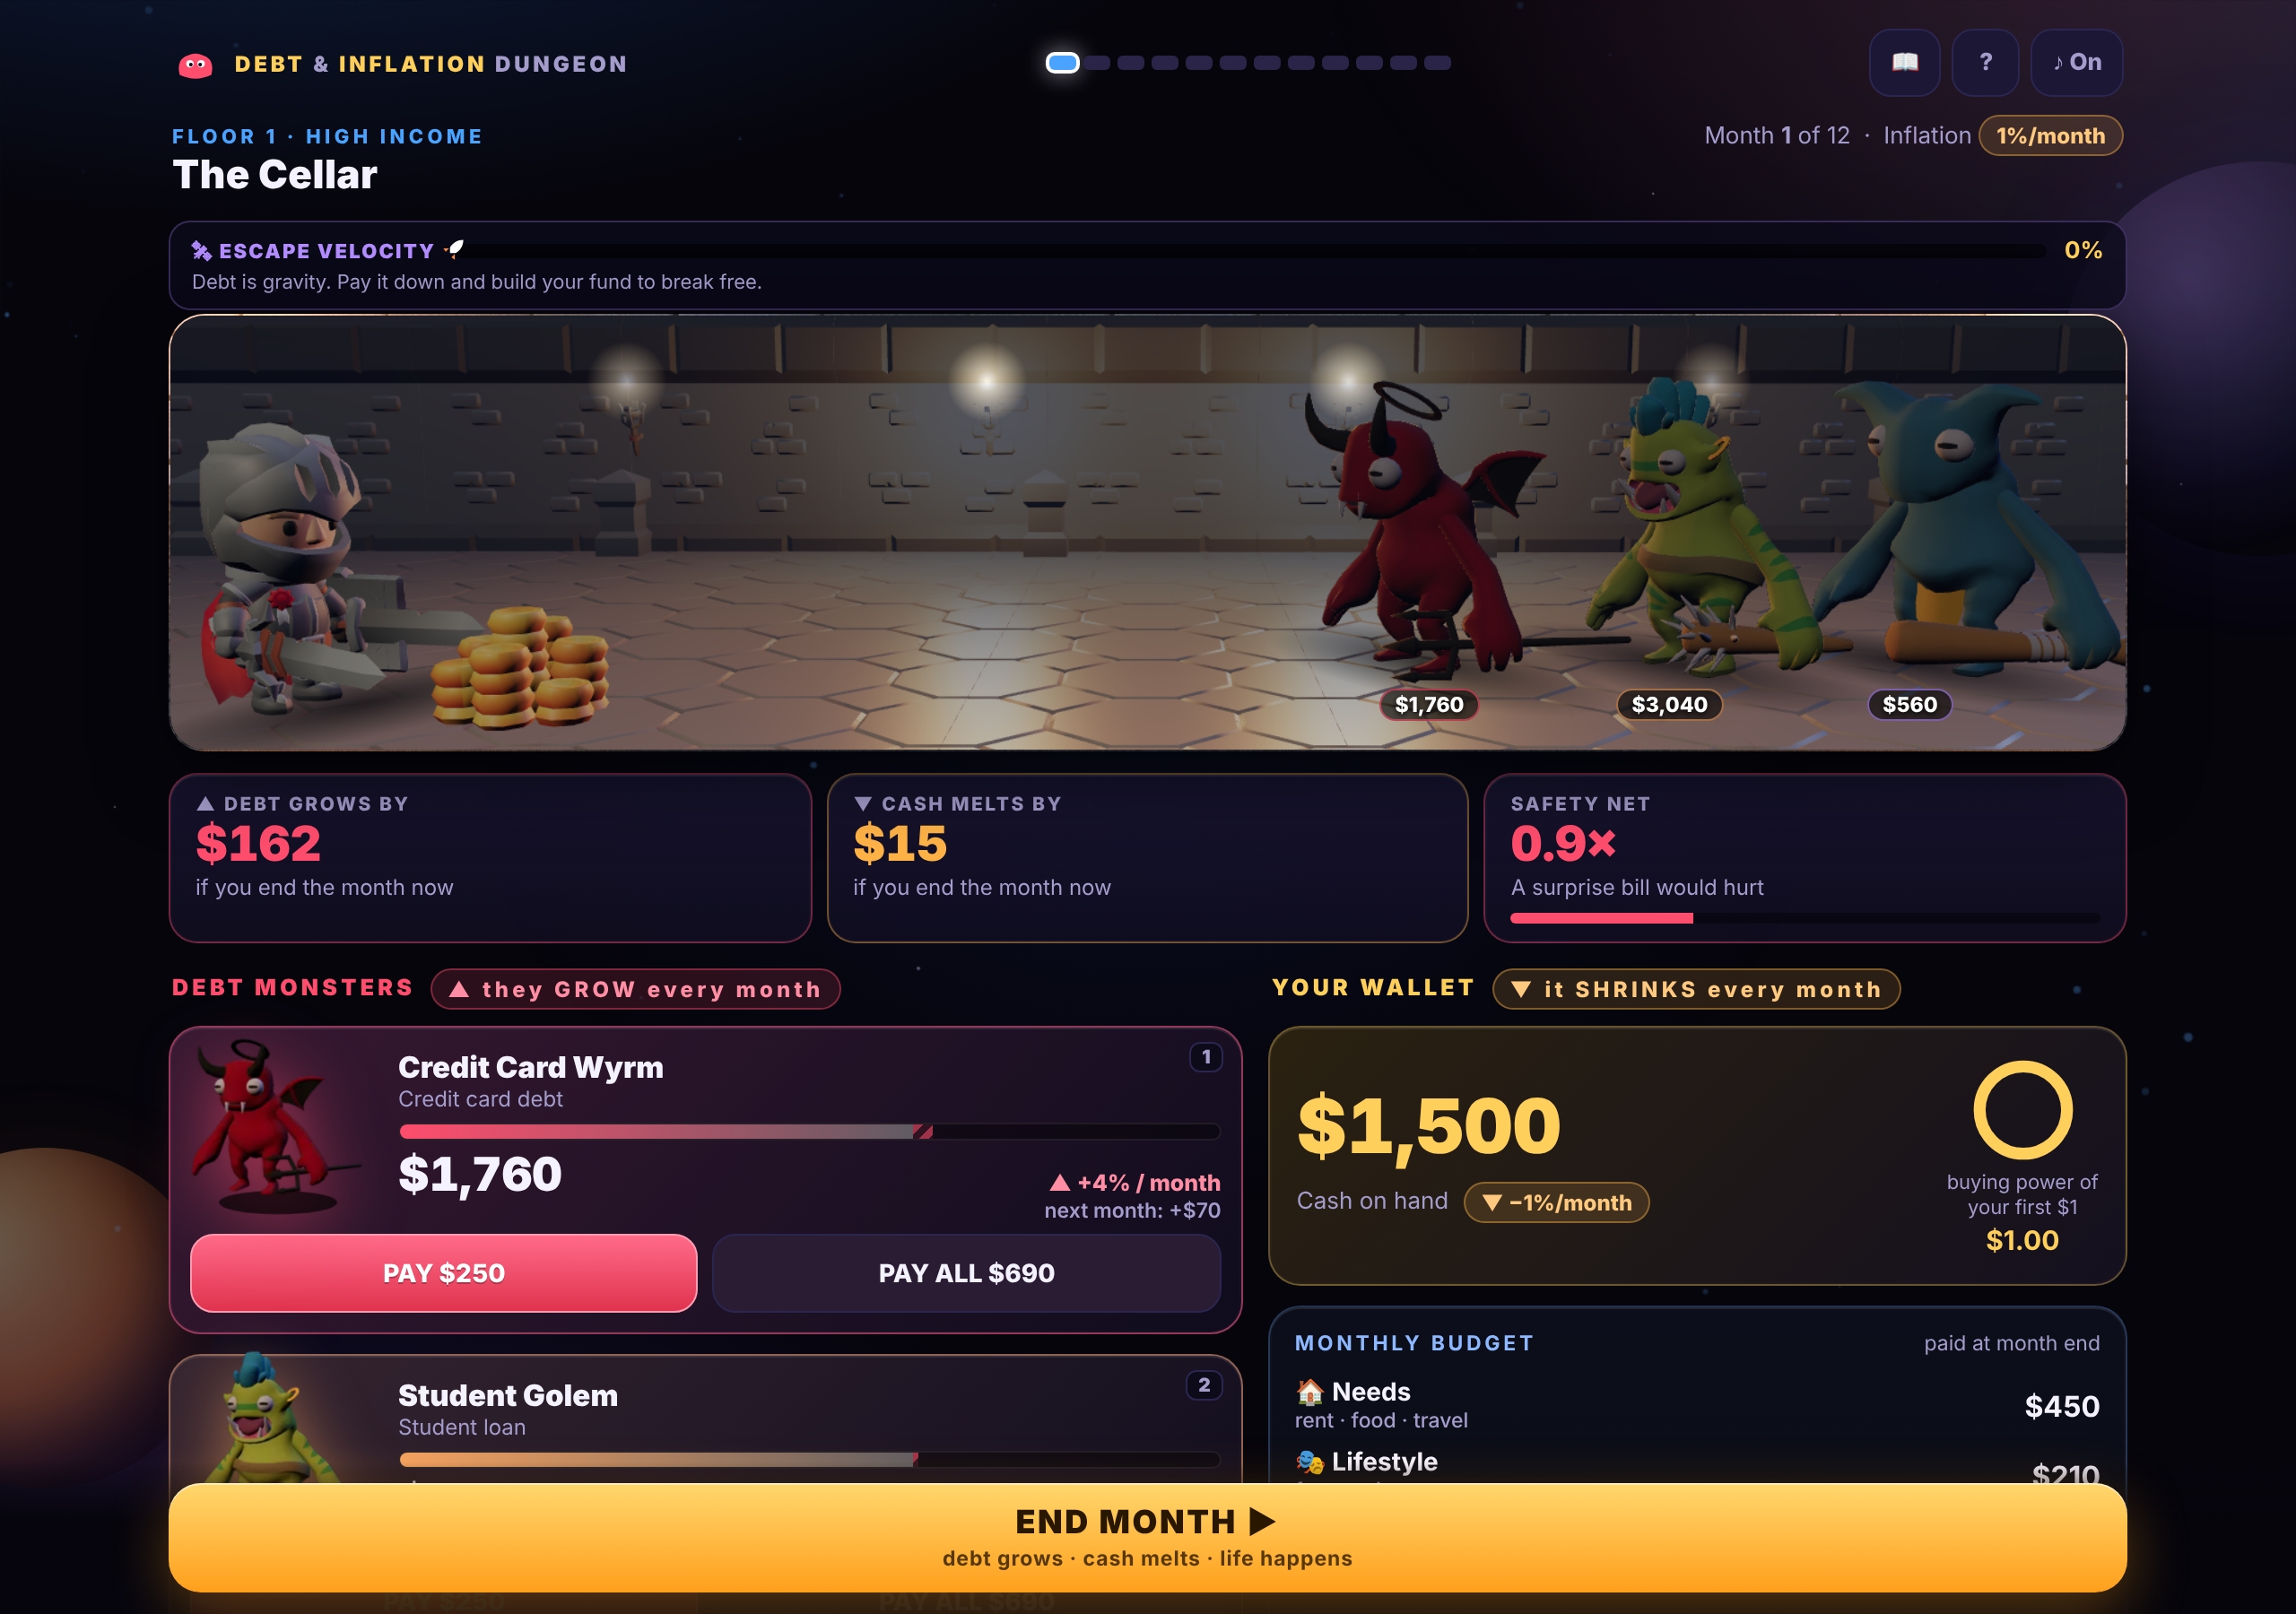 DEBT & INFLATION DUNGEON
? ♪ On
FLOOR 1 · HIGH INCOME
Month 1 of 12 · Inflation 1%/month
The Cellar
ESCAPE VELOCITY 0%
Debt is gravity. Pay it down and build your fund to break free.
$1,760 $3,040 $560
▲ DEBT GROWS BY
$162
if you end the month now
▼ CASH MELTS BY
$15
if you end the month now
SAFETY NET
0.9×
A surprise bill would hurt
DEBT MONSTERS ▲ they GROW every month
Credit Card Wyrm 1
Credit card debt
$1,760
▲ +4% / month
next month: +$70
PAY $250 PAY ALL $690
Student Golem 2
Student loan
YOUR WALLET ▼ it SHRINKS every month
$1,500
Cash on hand ▼ −1%/month
buying power of
your first $1
$1.00
MONTHLY BUDGET paid at month end
Needs $450
rent · food · travel
Lifestyle $210
END MONTH ▶
debt grows · cash melts · life happens
PAY $250 PAY ALL $690